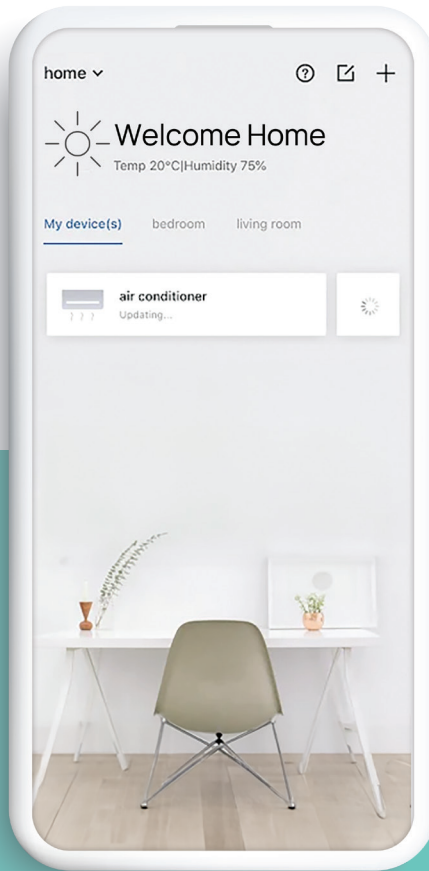 home
Welcome Home
Temp 20°C|Humidity 75%
My device(s) bedroom living room
air conditioner
Updating...